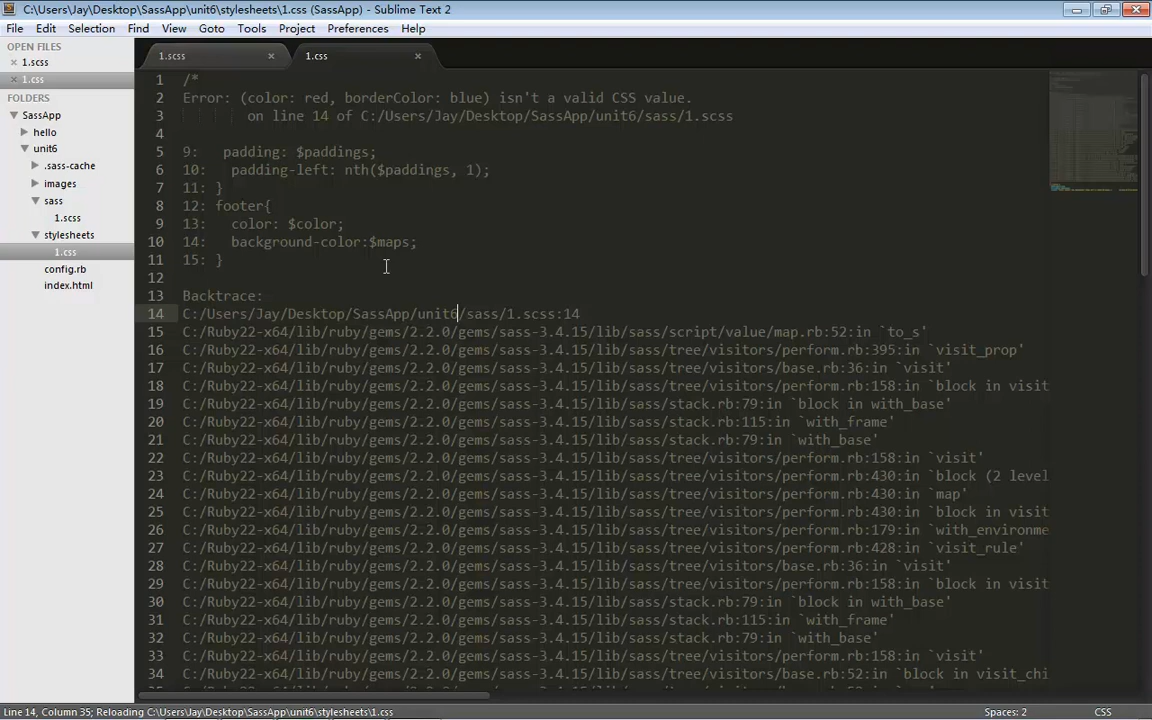 C:\Users\Jay\Desktop\SassApp\unit6\stylesheets\1.css (SassApp) - Sublime Text 2
File Edit Selection Find View Goto Tools Project Preferences Help
OPEN FILES
1.scss
1.css
FOLDERS
SassApp
hello
unit6
.sass-cache
images
sass
1.scss
stylesheets
1.css
config.rb
index.html
1.scss
1.css
1 /*
2 Error: (color: red, borderColor: blue) isn't a valid CSS value.
3 on line 14 of C:/Users/Jay/Desktop/SassApp/unit6/sass/1.scss
4
5 9: padding: $paddings;
6 10: padding-left: nth($paddings, 1);
7 11: }
8 12: footer{
9 13: color: $color;
10 14: background-color:$maps;
11 15: }
12
13 Backtrace:
14 C:/Users/Jay/Desktop/SassApp/unit6/sass/1.scss:14
15 C:/Ruby22-x64/lib/ruby/gems/2.2.0/gems/sass-3.4.15/lib/sass/script/value/map.rb:52:in `to_s'
16 C:/Ruby22-x64/lib/ruby/gems/2.2.0/gems/sass-3.4.15/lib/sass/tree/visitors/perform.rb:395:in `visit_prop'
17 C:/Ruby22-x64/lib/ruby/gems/2.2.0/gems/sass-3.4.15/lib/sass/tree/visitors/base.rb:36:in `visit'
18 C:/Ruby22-x64/lib/ruby/gems/2.2.0/gems/sass-3.4.15/lib/sass/tree/visitors/perform.rb:158:in `block in visit
19 C:/Ruby22-x64/lib/ruby/gems/2.2.0/gems/sass-3.4.15/lib/sass/stack.rb:79:in `block in with_base'
20 C:/Ruby22-x64/lib/ruby/gems/2.2.0/gems/sass-3.4.15/lib/sass/stack.rb:115:in `with_frame'
21 C:/Ruby22-x64/lib/ruby/gems/2.2.0/gems/sass-3.4.15/lib/sass/stack.rb:79:in `with_base'
22 C:/Ruby22-x64/lib/ruby/gems/2.2.0/gems/sass-3.4.15/lib/sass/tree/visitors/perform.rb:158:in `visit'
23 C:/Ruby22-x64/lib/ruby/gems/2.2.0/gems/sass-3.4.15/lib/sass/tree/visitors/perform.rb:430:in `block (2 level
24 C:/Ruby22-x64/lib/ruby/gems/2.2.0/gems/sass-3.4.15/lib/sass/tree/visitors/perform.rb:430:in `map'
25 C:/Ruby22-x64/lib/ruby/gems/2.2.0/gems/sass-3.4.15/lib/sass/tree/visitors/perform.rb:430:in `block in visit
26 C:/Ruby22-x64/lib/ruby/gems/2.2.0/gems/sass-3.4.15/lib/sass/tree/visitors/perform.rb:179:in `with_environme
27 C:/Ruby22-x64/lib/ruby/gems/2.2.0/gems/sass-3.4.15/lib/sass/tree/visitors/perform.rb:428:in `visit_rule'
28 C:/Ruby22-x64/lib/ruby/gems/2.2.0/gems/sass-3.4.15/lib/sass/tree/visitors/base.rb:36:in `visit'
29 C:/Ruby22-x64/lib/ruby/gems/2.2.0/gems/sass-3.4.15/lib/sass/tree/visitors/perform.rb:158:in `block in visit
30 C:/Ruby22-x64/lib/ruby/gems/2.2.0/gems/sass-3.4.15/lib/sass/stack.rb:79:in `block in with_base'
31 C:/Ruby22-x64/lib/ruby/gems/2.2.0/gems/sass-3.4.15/lib/sass/stack.rb:115:in `with_frame'
32 C:/Ruby22-x64/lib/ruby/gems/2.2.0/gems/sass-3.4.15/lib/sass/stack.rb:79:in `with_base'
33 C:/Ruby22-x64/lib/ruby/gems/2.2.0/gems/sass-3.4.15/lib/sass/tree/visitors/perform.rb:158:in `visit'
34 C:/Ruby22-x64/lib/ruby/gems/2.2.0/gems/sass-3.4.15/lib/sass/tree/visitors/base.rb:52:in `block in visit_chi
Line 14, Column 35; Reloading C:\Users\Jay\Desktop\SassApp\unit6\stylesheets\1.css
Spaces: 2
CSS